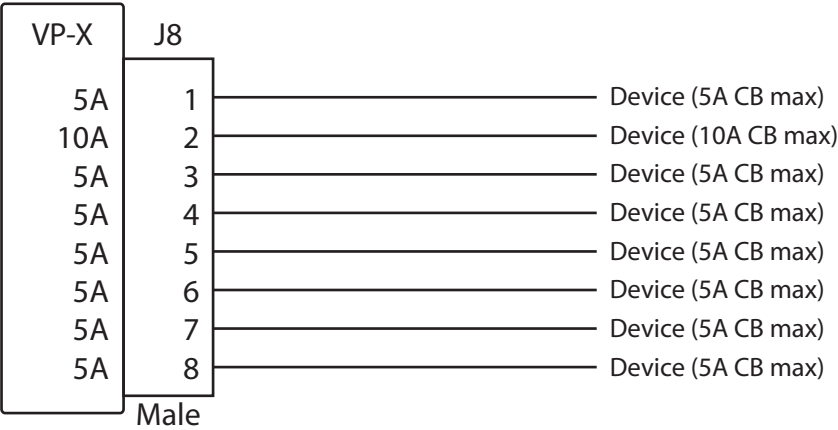 VP-X J8
5A 1 Device (5A CB max)
10A 2 Device (10A CB max)
5A 3 Device (5A CB max)
5A 4 Device (5A CB max)
5A 5 Device (5A CB max)
5A 6 Device (5A CB max)
5A 7 Device (5A CB max)
5A 8 Device (5A CB max)
Male